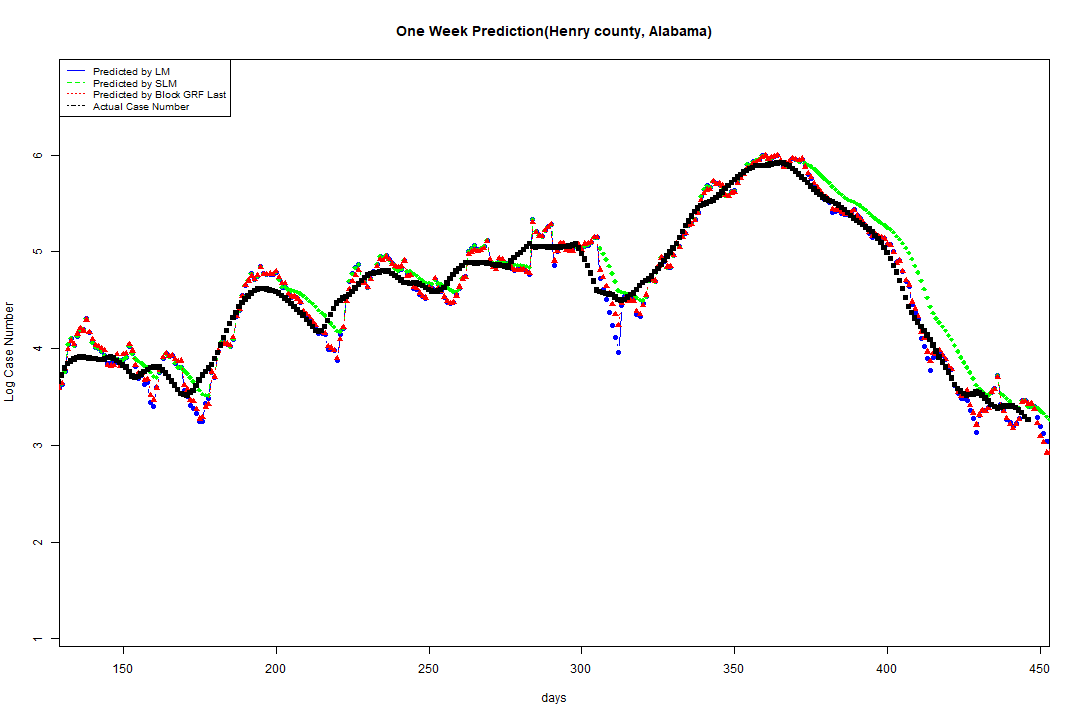 One Week Prediction(Henry county, Alabama)
Predicted by LM
Predicted by SLM
Predicted by Block GRF Last
Actual Case Number
Log Case Number
6
5
4
3
2
1
150
200
250
300
350
400
450
days